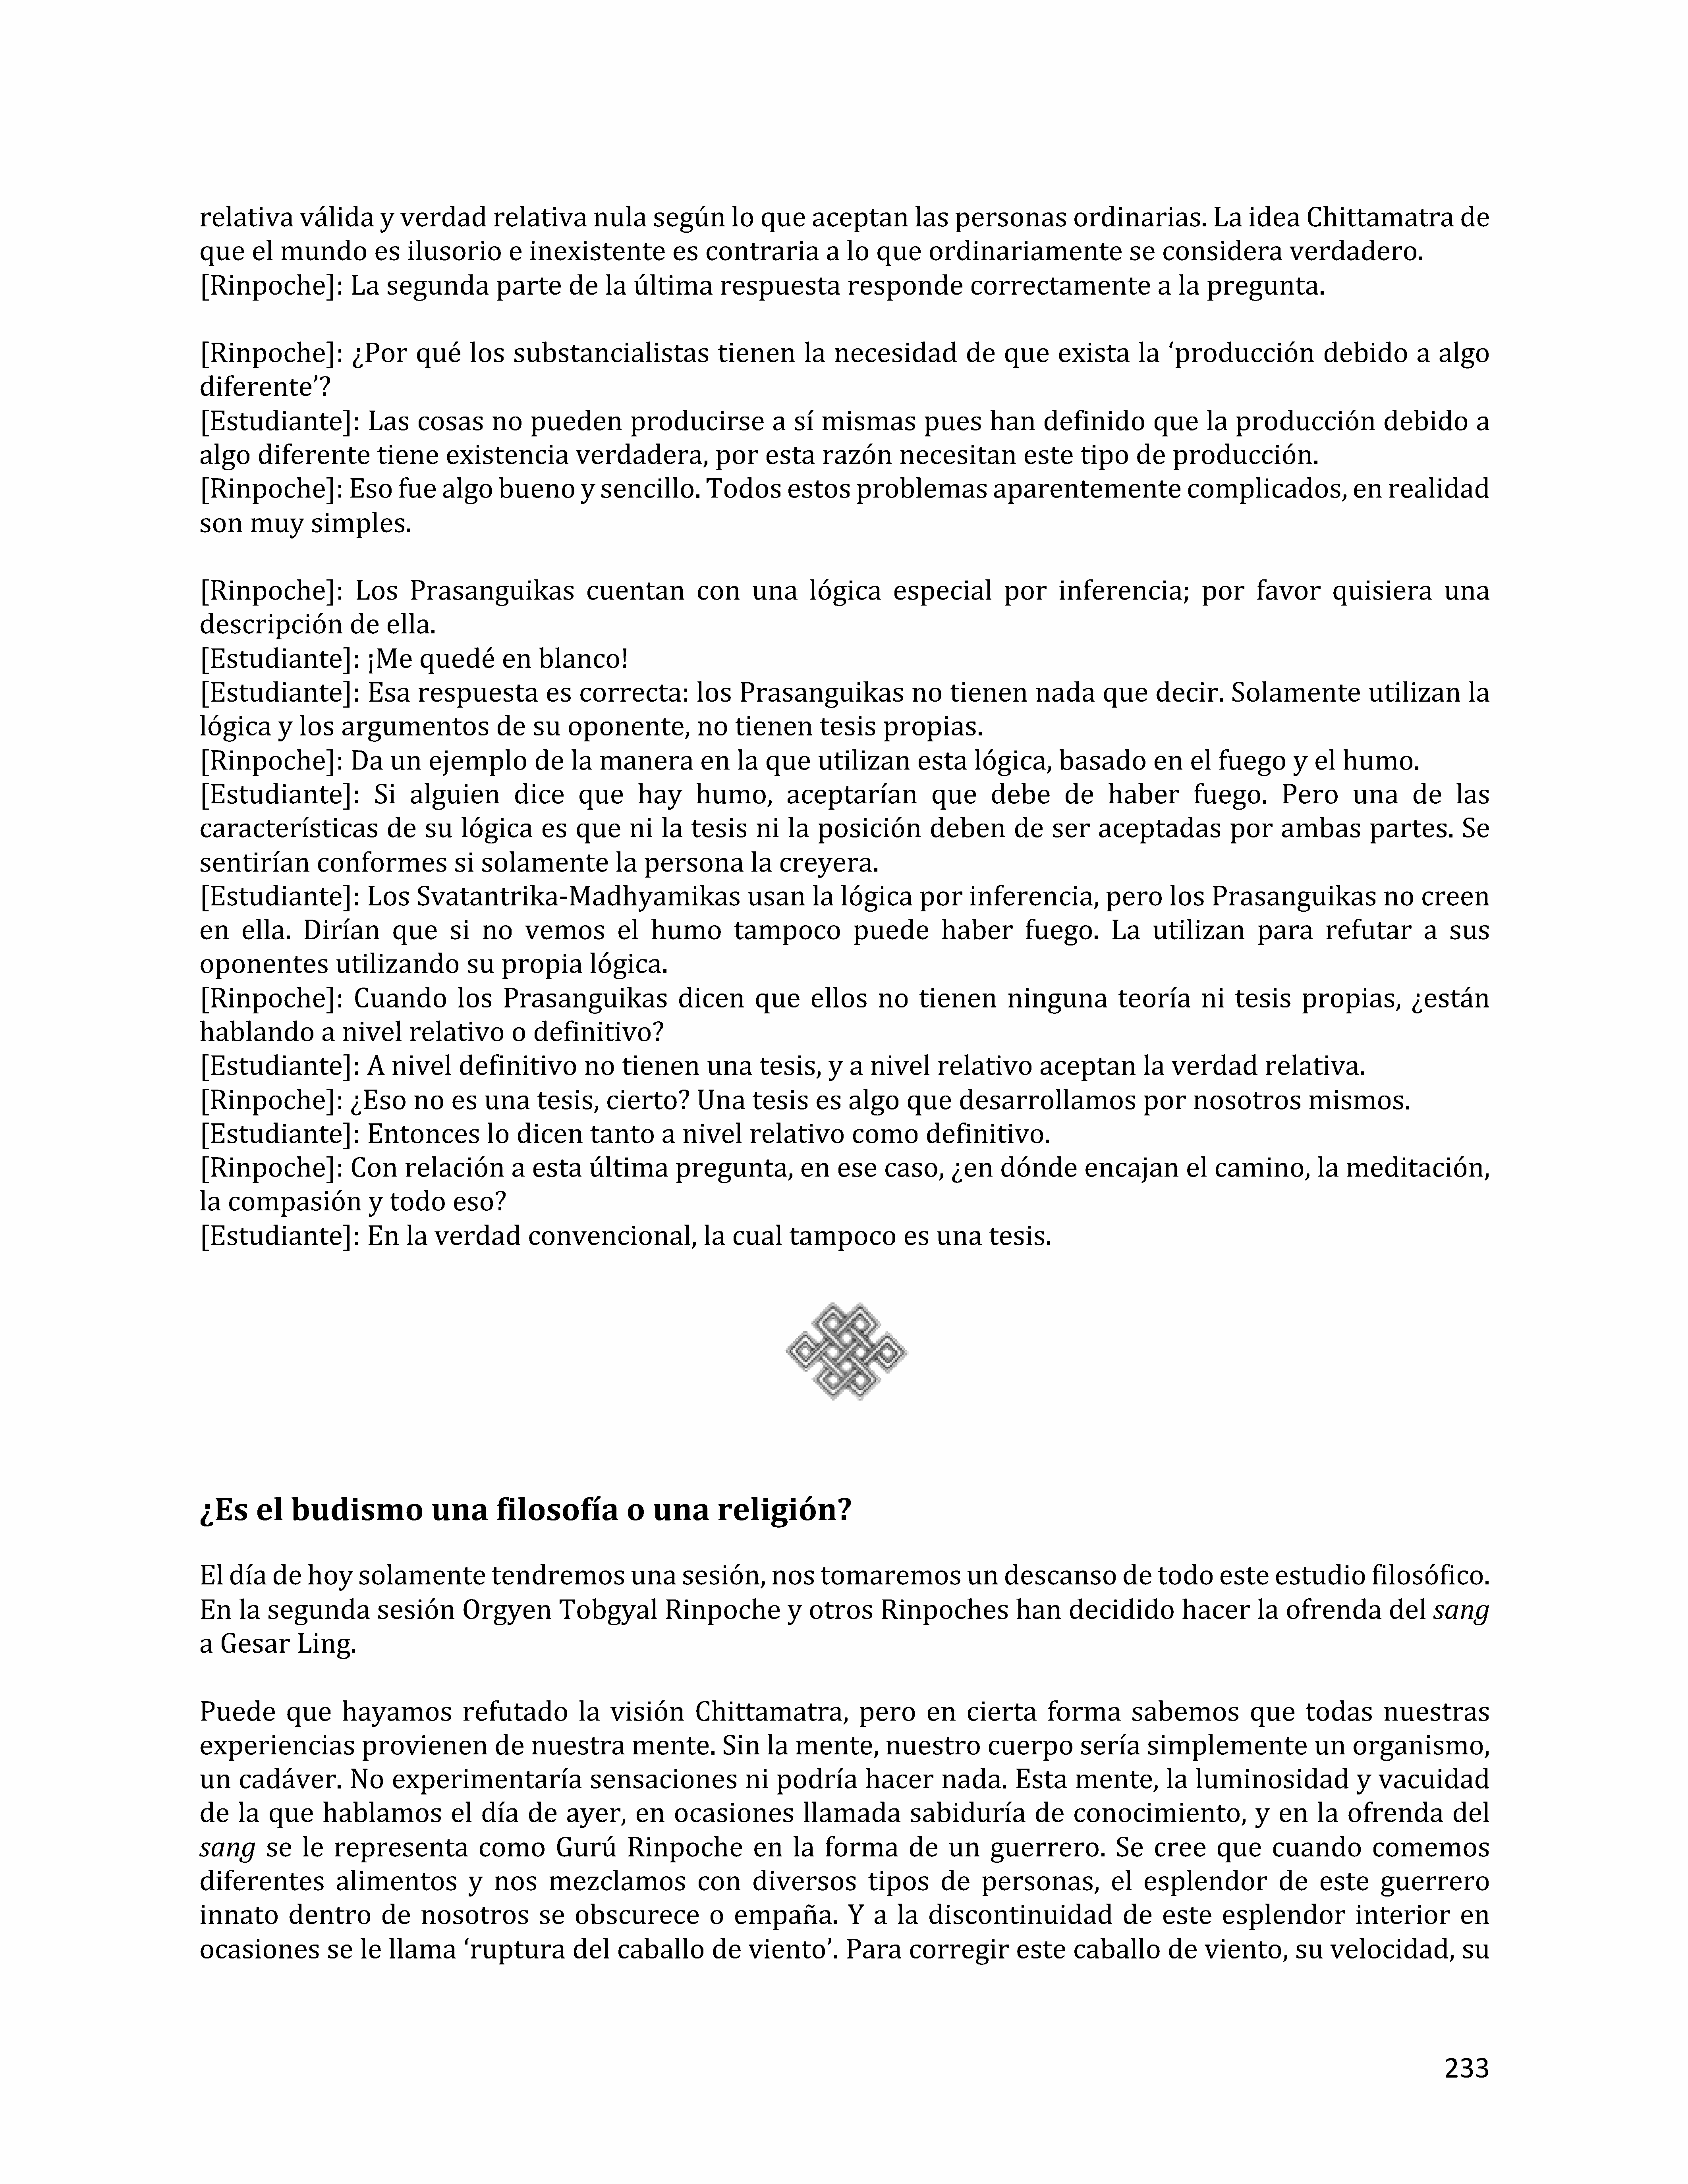 relativa válida y verdad relativa nula según lo que aceptan las personas ordinarias. La idea Chittamatra de
que el mundo es ilusorio e inexistente es contraria a lo que ordinariamente se considera verdadero.
[Rinpoche]: La segunda parte de la última respuesta responde correctamente a la pregunta.

[Rinpoche]: ¿Por qué los substancialistas tienen la necesidad de que exista la ‘producción debido a algo
diferente’?
[Estudiante]: Las cosas no pueden producirse a sí mismas pues han definido que la producción debido a
algo diferente tiene existencia verdadera, por esta razón necesitan este tipo de producción.
[Rinpoche]: Eso fue algo bueno y sencillo. Todos estos problemas aparentemente complicados, en realidad
son muy simples.

[Rinpoche]: Los Prasanguikas cuentan con una lógica especial por inferencia; por favor quisiera una
descripción de ella.
[Estudiante]: ¡Me quedé en blanco!
[Estudiante]: Esa respuesta es correcta: los Prasanguikas no tienen nada que decir. Solamente utilizan la
lógica y los argumentos de su oponente, no tienen tesis propias.
[Rinpoche]: Da un ejemplo de la manera en la que utilizan esta lógica, basado en el fuego y el humo.
[Estudiante]: Si alguien dice que hay humo, aceptarían que debe de haber fuego. Pero una de las
características de su lógica es que ni la tesis ni la posición deben de ser aceptadas por ambas partes. Se
sentirían conformes si solamente la persona la creyera.
[Estudiante]: Los Svatantrika-Madhyamikas usan la lógica por inferencia, pero los Prasanguikas no creen
en ella. Dirían que si no vemos el humo tampoco puede haber fuego. La utilizan para refutar a sus
oponentes utilizando su propia lógica.
[Rinpoche]: Cuando los Prasanguikas dicen que ellos no tienen ninguna teoría ni tesis propias, ¿están
hablando a nivel relativo o definitivo?
[Estudiante]: A nivel definitivo no tienen una tesis, y a nivel relativo aceptan la verdad relativa.
[Rinpoche]: ¿Eso no es una tesis, cierto? Una tesis es algo que desarrollamos por nosotros mismos.
[Estudiante]: Entonces lo dicen tanto a nivel relativo como definitivo.
[Rinpoche]: Con relación a esta última pregunta, en ese caso, ¿en dónde encajan el camino, la meditación,
la compasión y todo eso?
[Estudiante]: En la verdad convencional, la cual tampoco es una tesis.

¿Es el budismo una filosofía o una religión?

El día de hoy solamente tendremos una sesión, nos tomaremos un descanso de todo este estudio filosófico.
En la segunda sesión Orgyen Tobgyal Rinpoche y otros Rinpoches han decidido hacer la ofrenda del sang
a Gesar Ling.

Puede que hayamos refutado la visión Chittamatra, pero en cierta forma sabemos que todas nuestras
experiencias provienen de nuestra mente. Sin la mente, nuestro cuerpo sería simplemente un organismo,
un cadáver. No experimentaría sensaciones ni podría hacer nada. Esta mente, la luminosidad y vacuidad
de la que hablamos el día de ayer, en ocasiones llamada sabiduría de conocimiento, y en la ofrenda del
sang se le representa como Gurú Rinpoche en la forma de un guerrero. Se cree que cuando comemos
diferentes alimentos y nos mezclamos con diversos tipos de personas, el esplendor de este guerrero
innato dentro de nosotros se obscurece o empaña. Y a la discontinuidad de este esplendor interior en
ocasiones se le llama ‘ruptura del caballo de viento’. Para corregir este caballo de viento, su velocidad, su

233